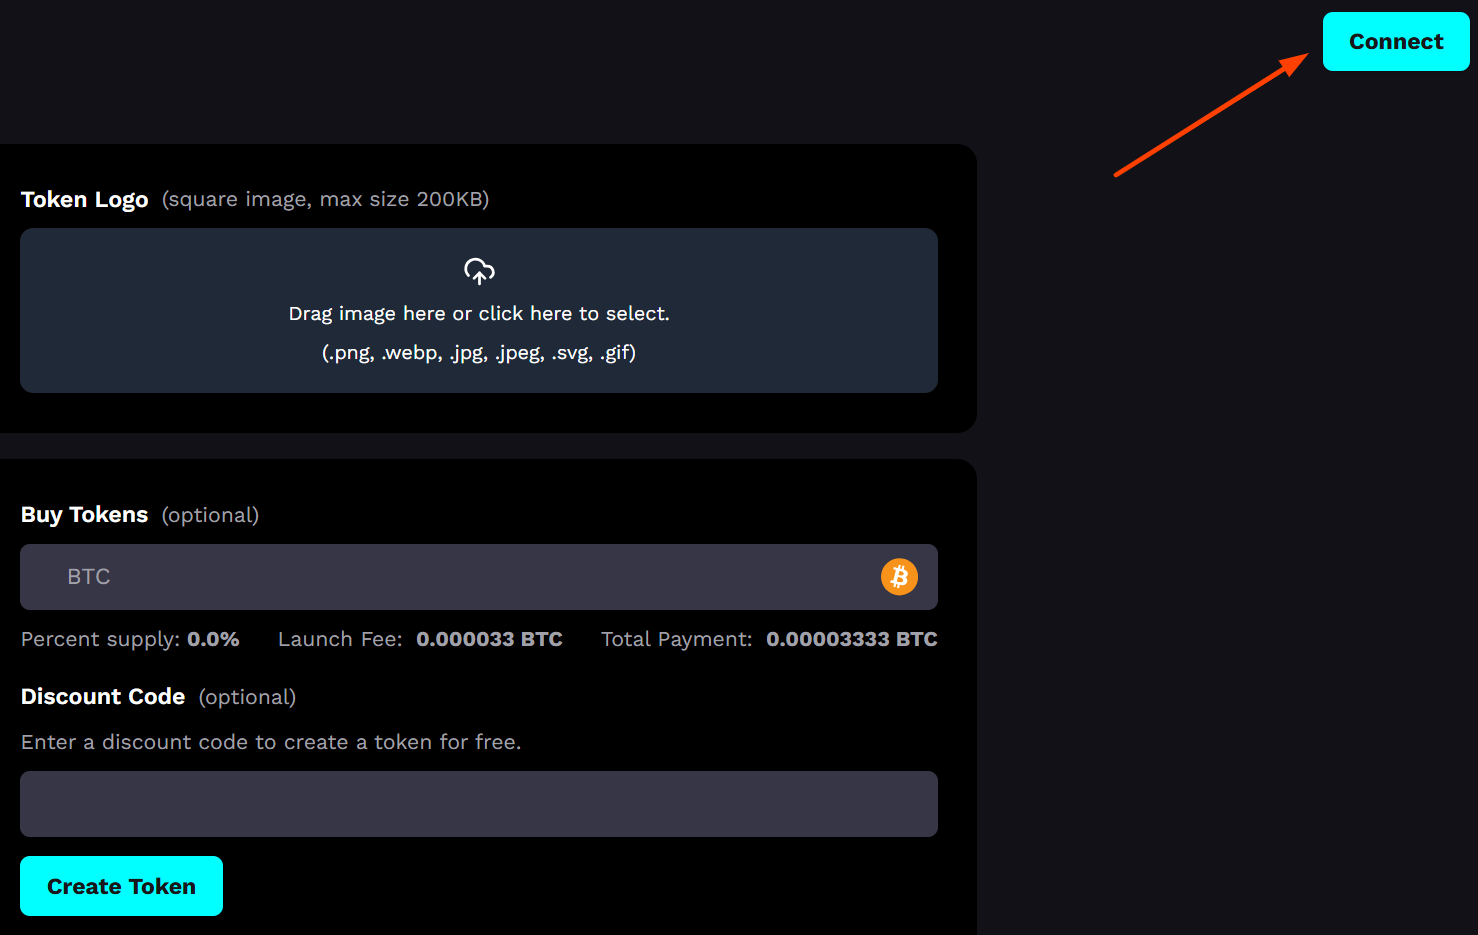 Connect
Token Logo (square image, max size 200KB)
Drag image here or click here to select.
(.png, .webp, .jpg, .jpeg, .svg, .gif)
Buy Tokens (optional)
BTC
Percent supply: 0.0% Launch Fee: 0.000033 BTC Total Payment: 0.00003333 BTC
Discount Code (optional)
Enter a discount code to create a token for free.
Create Token